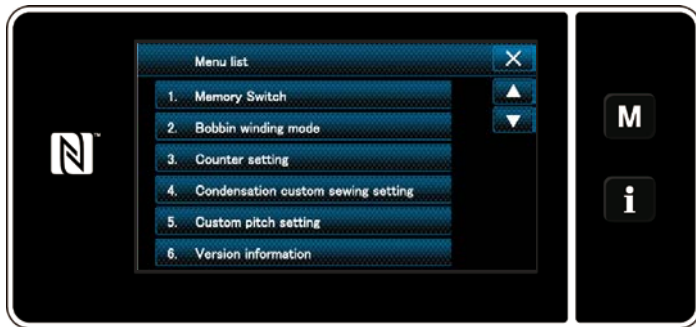 Menu list
1. Memory Switch
2. Bobbin winding mode
3. Counter setting
4. Condensation custom sewing setting
5. Custom pitch setting
6. Version information
N™
M
i